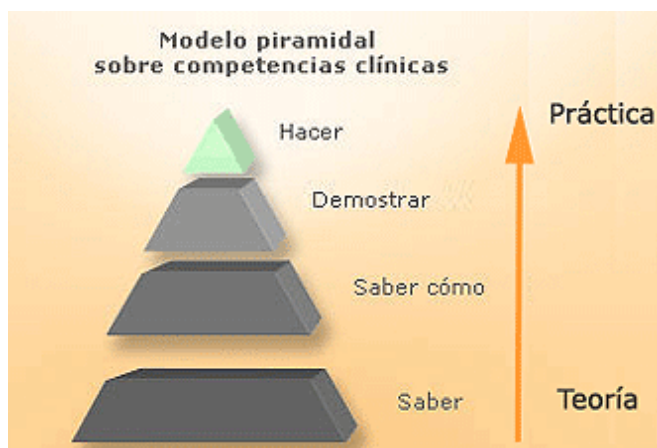 Modelo piramidal
sobre competencias clínicas
Práctica
Hacer
Demostrar
Saber cómo
Saber
Teoría